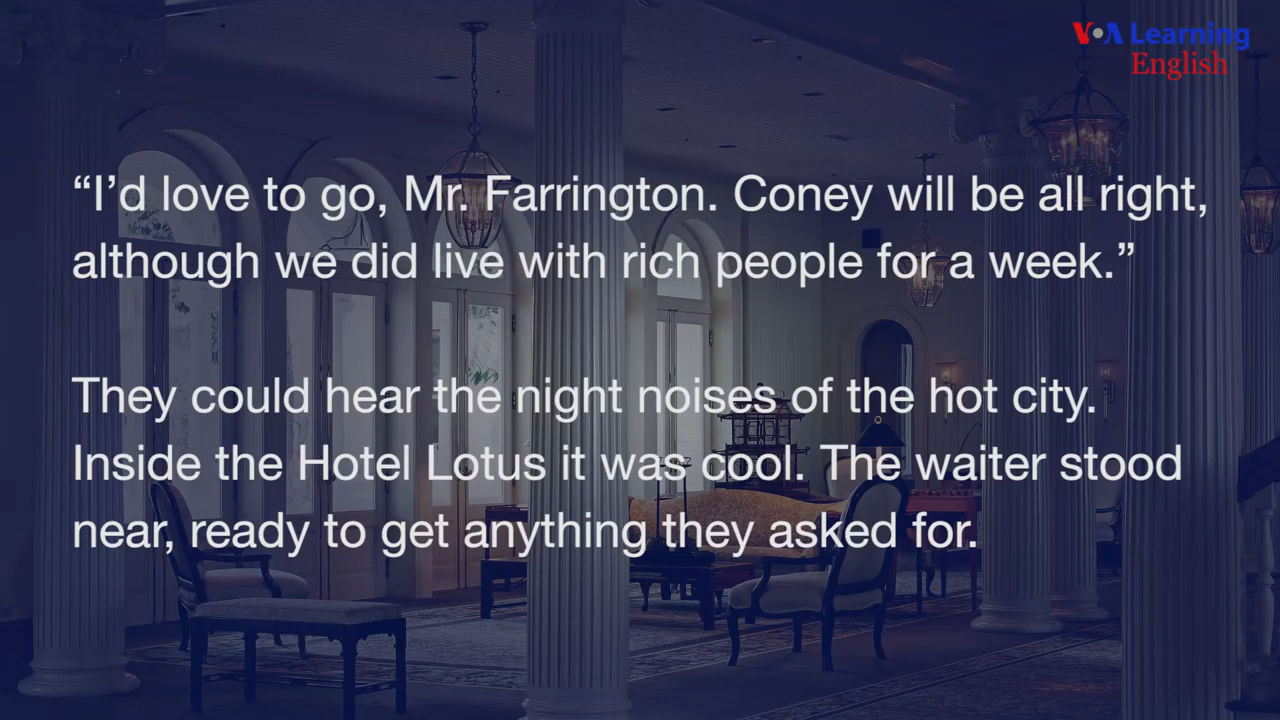 VOA Learning
English
“I’d love to go, Mr. Farrington. Coney will be all right,
although we did live with rich people for a week.”
They could hear the night noises of the hot city.
Inside the Hotel Lotus it was cool. The waiter stood
near, ready to get anything they asked for.